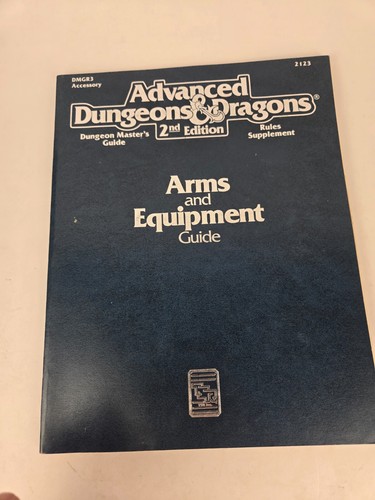 DMGR3
Accessory
2123
Advanced
Dungeons & Dragons®
Dungeon Master's
Guide
2nd Edition
Rules
Supplement
Arms
and
Equipment
Guide